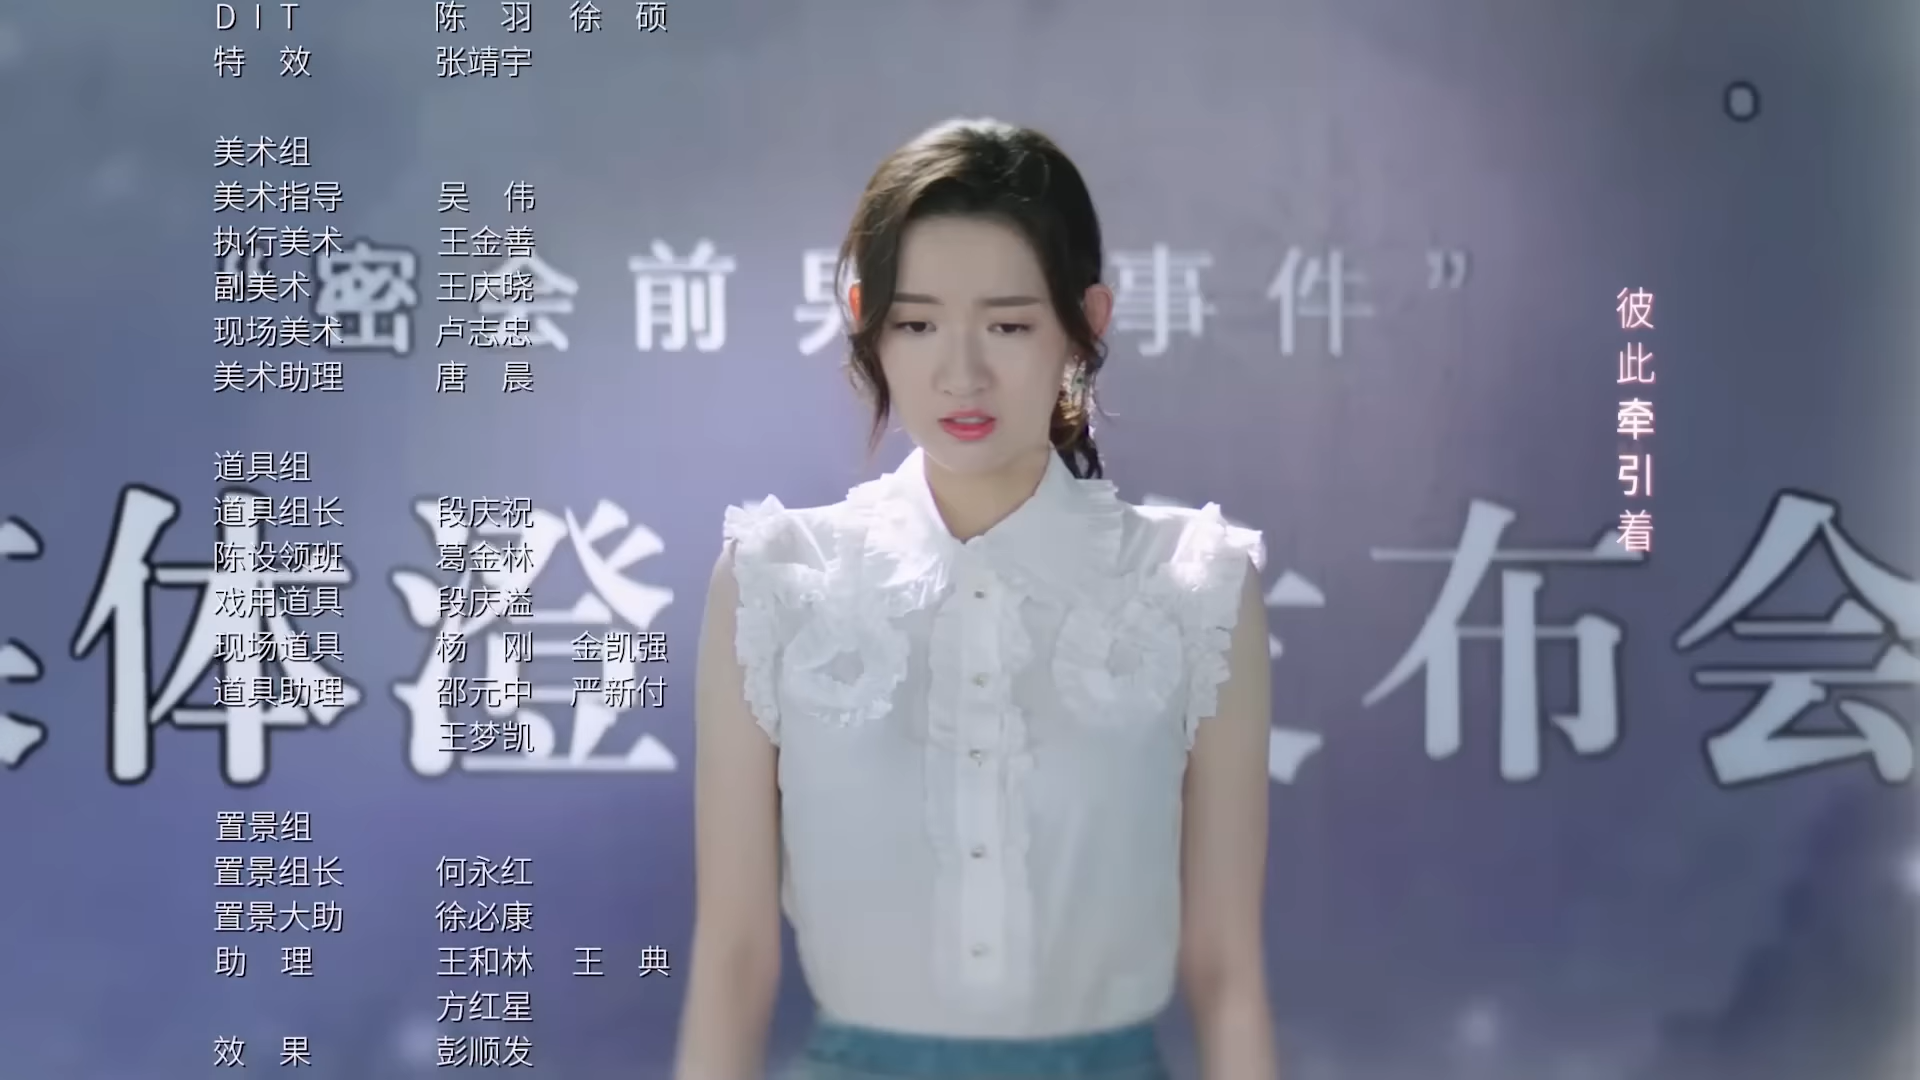 DIT 陈羽 徐硕
特效 张靖宇
美术组
美术指导 吴伟
执行美术 王金善
副美术 王庆晓
现场美术 卢志忠
美术助理 唐晨
道具组
道具组长 段庆祝
陈设领班 葛金林
戏用道具 段庆溢
现场道具 杨刚 金凯强
道具助理 邵元中 严新付
王梦凯
置景组
置景组长 何永红
置景大助 徐必康
助理 王和林 王典
方红星
效果 彭顺发
“密会前男 事件”
体澄 布会
彼此牵引着